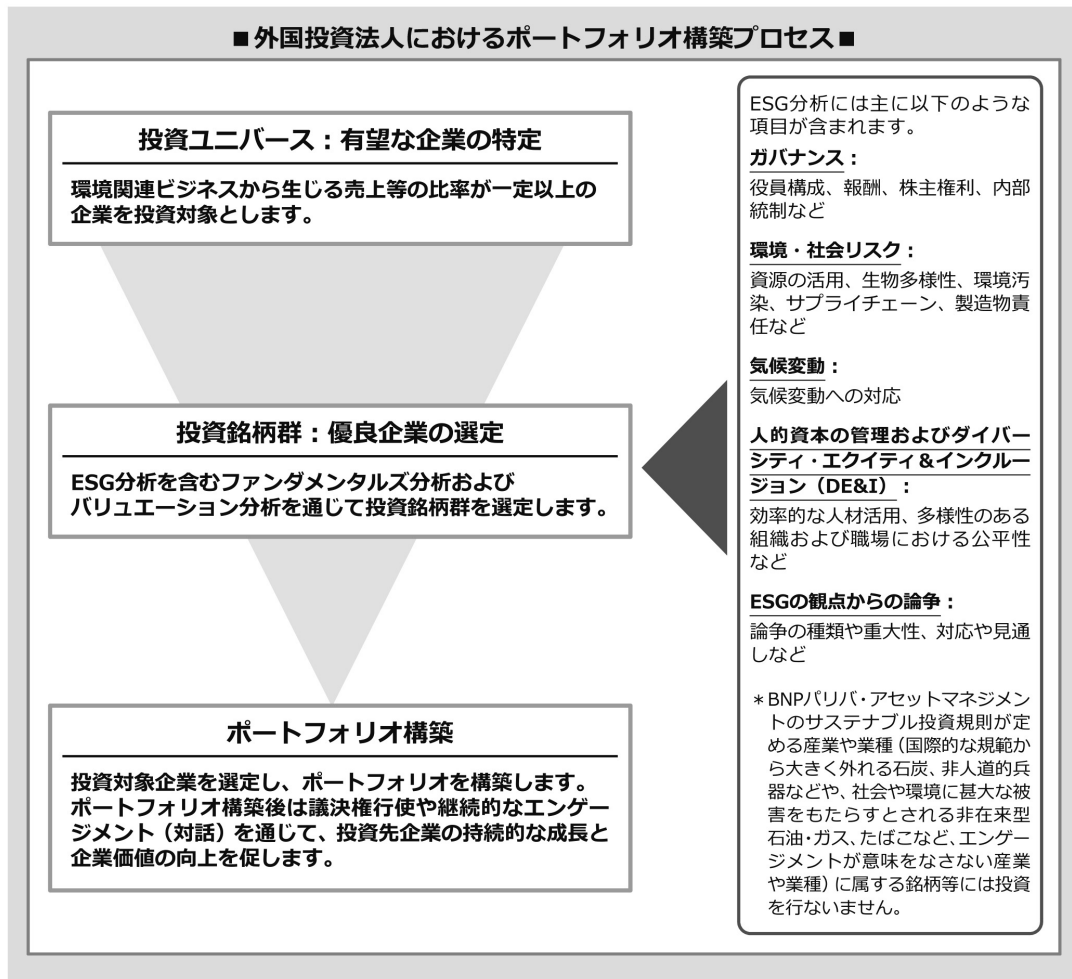 ■外国投資法人におけるポートフォリオ構築プロセス■
投資ユニバース：有望な企業の特定
環境関連ビジネスから生じる売上等の比率が一定以上の
企業を投資対象とします。
投資銘柄群：優良企業の選定
ESG分析を含むファンダメンタルズ分析および
バリュエーション分析を通じて投資銘柄群を選定します。
ポートフォリオ構築
投資対象企業を選定し、ポートフォリオを構築します。
ポートフォリオ構築後は議決権行使や継続的なエンゲー
ジメント（対話）を通じて、投資先企業の持続的な成長と
企業価値の向上を促します。
ESG分析には主に以下のような
項目が含まれます。
ガバナンス：
役員構成、報酬、株主権利、内部
統制など
環境・社会リスク：
資源の活用、生物多様性、環境汚
染、サプライチェーン、製造物責
任など
気候変動：
気候変動への対応
人的資本の管理およびダイバー
シティ・エクイティ＆インクルー
ジョン（DE&I）：
効率的な人材活用、多様性のある
組織および職場における公平性
など
ESGの観点からの論争：
論争の種類や重大性、対応や見通
しなど
＊BNPパリバ・アセットマネジメント
のサステナブル投資規則が定
める産業や業種（国際的な規範か
ら大きく外れる石炭、非人道的兵
器などや、社会や環境に甚大な被
害をもたらすとされる非在来型
石油・ガス、たばこなど、エンゲー
ジメントが意味をなさない産業
や業種）に属する銘柄等には投資
を行ないません。